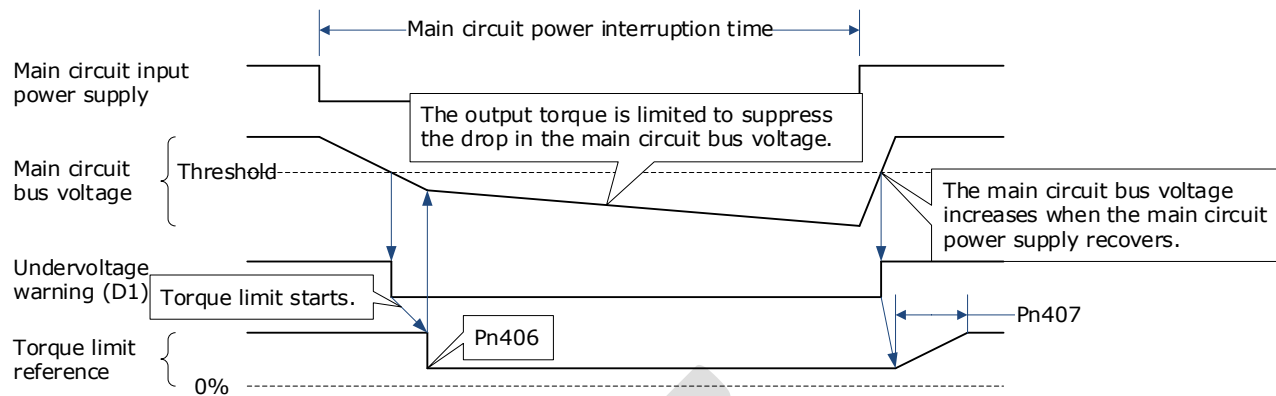 Main circuit power interruption time
Main circuit input
power supply
The output torque is limited to suppress
the drop in the main circuit bus voltage.
Main circuit
bus voltage
Threshold
The main circuit bus voltage
increases when the main circuit
power supply recovers.
Undervoltage
warning (D1)
Torque limit starts.
Pn406
Pn407
Torque limit
reference
0%